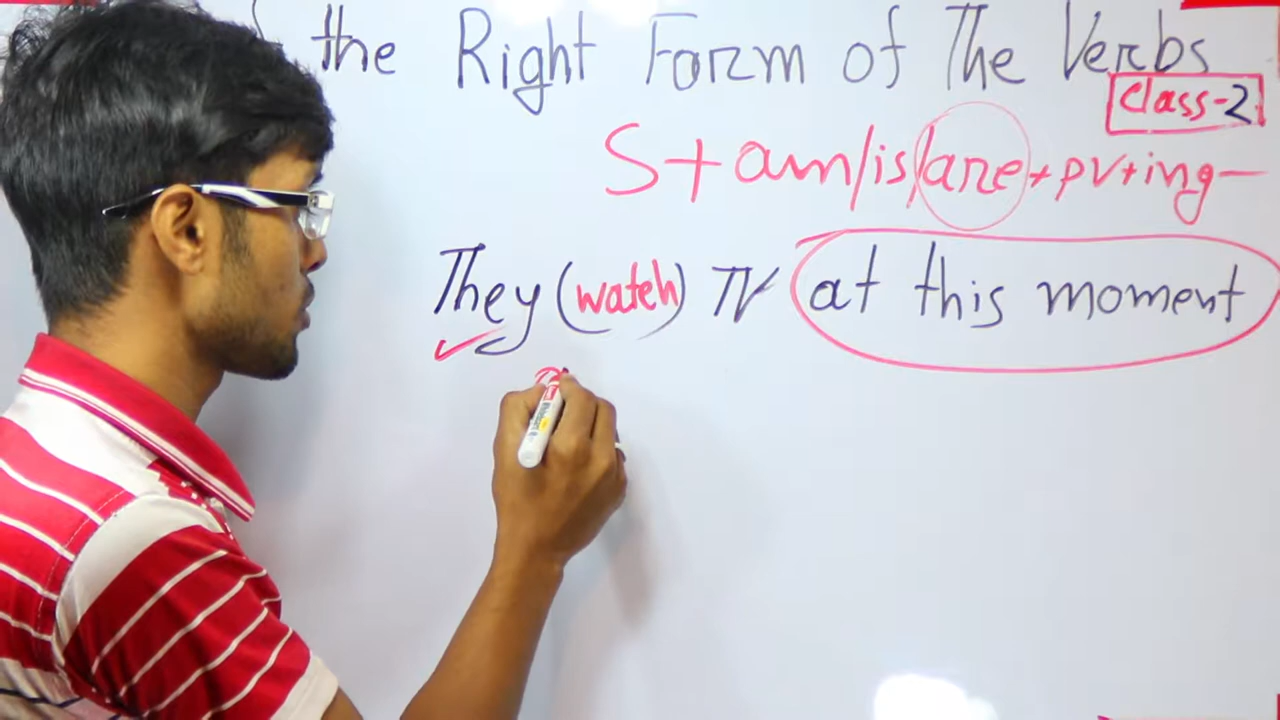 the Right Form of The Verbs
Class-2
S+am/is/are+pv+ing-
They (watch) TV at this moment